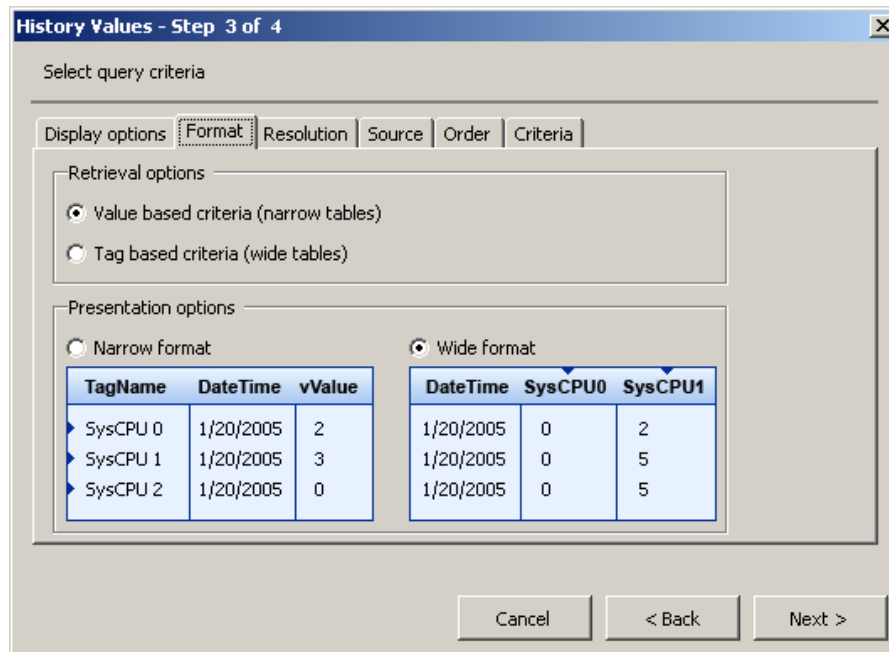 History Values - Step 3 of 4
Select query criteria
Display options Format Resolution Source Order Criteria
Retrieval options
Value based criteria (narrow tables)
Tag based criteria (wide tables)
Presentation options
Narrow format Wide format
TagName DateTime vValue DateTime SysCPU0 SysCPU1
SysCPU 0 1/20/2005 2 1/20/2005 0 2
SysCPU 1 1/20/2005 3 1/20/2005 0 5
SysCPU 2 1/20/2005 0 1/20/2005 0 5
Cancel < Back Next >